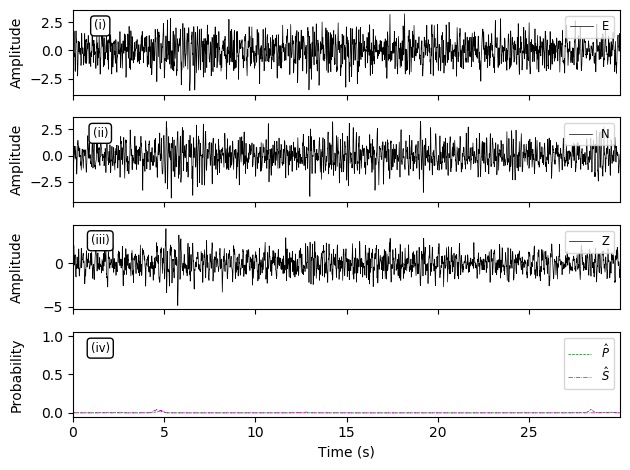 (i)
E
Amplitude
2.5
0.0
−2.5
(ii)
N
Amplitude
2.5
0.0
−2.5
(iii)
Z
Amplitude
0
−5
(iv)
P̂
Ŝ
Probability
1.0
0.5
0.0
0 5 10 15 20 25
Time (s)